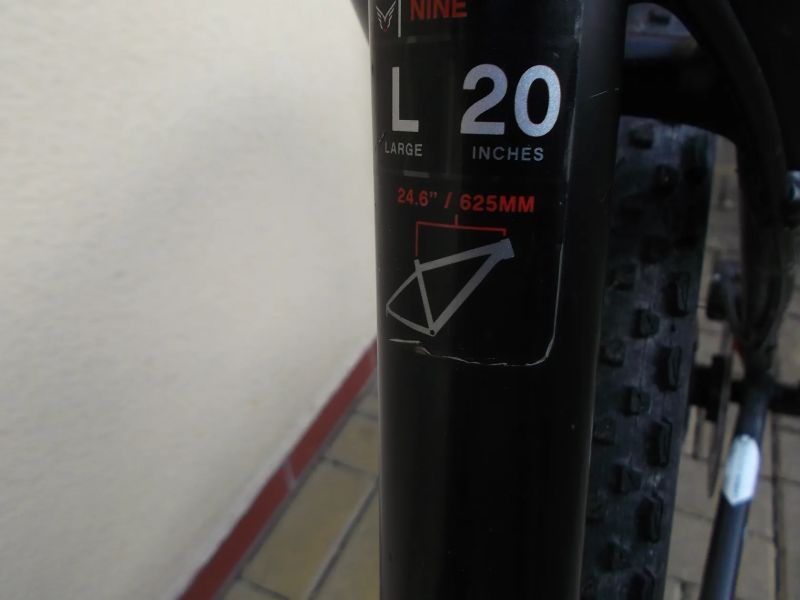 NINE
L 20
LARGE INCHES
24.6" / 625MM